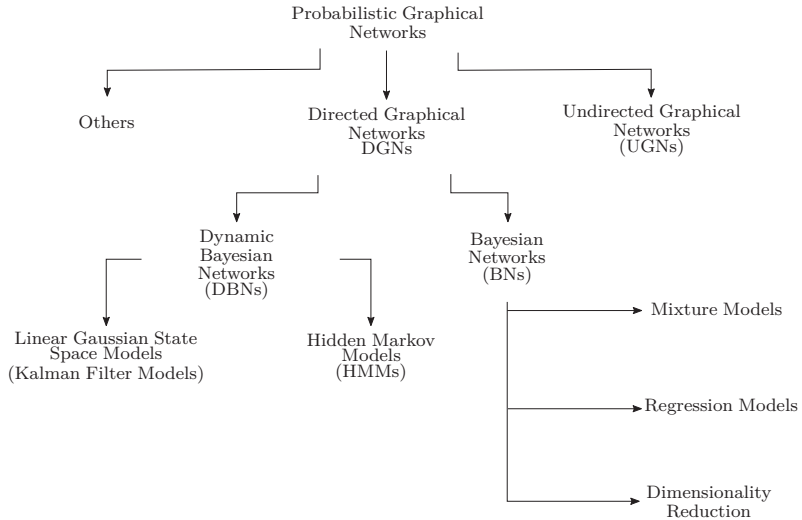 Probabilistic Graphical
Networks
Others
Directed Graphical
Networks
DGNs
Undirected Graphical
Networks
(UGNs)
Dynamic
Bayesian
Networks
(DBNs)
Bayesian
Networks
(BNs)
Linear Gaussian State
Space Models
(Kalman Filter Models)
Hidden Markov
Models
(HMMs)
Mixture Models
Regression Models
Dimensionality
Reduction